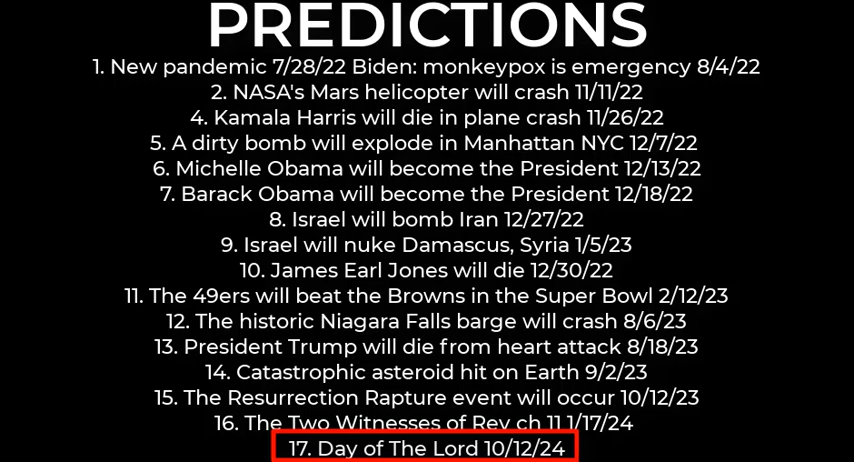 PREDICTIONS
1. New pandemic 7/28/22 Biden: monkeypox is emergency 8/4/22
2. NASA's Mars helicopter will crash 11/11/22
4. Kamala Harris will die in plane crash 11/26/22
5. A dirty bomb will explode in Manhattan NYC 12/7/22
6. Michelle Obama will become the President 12/13/22
7. Barack Obama will become the President 12/18/22
8. Israel will bomb Iran 12/27/22
9. Israel will nuke Damascus, Syria 1/5/23
10. James Earl Jones will die 12/30/22
11. The 49ers will beat the Browns in the Super Bowl 2/12/23
12. The historic Niagara Falls barge will crash 8/6/23
13. President Trump will die from heart attack 8/18/23
14. Catastrophic asteroid hit on Earth 9/2/23
15. The Resurrection Rapture event will occur 10/12/23
16. The Two Witnesses of Rev ch 11 1/17/24
17. Day of The Lord 10/12/24